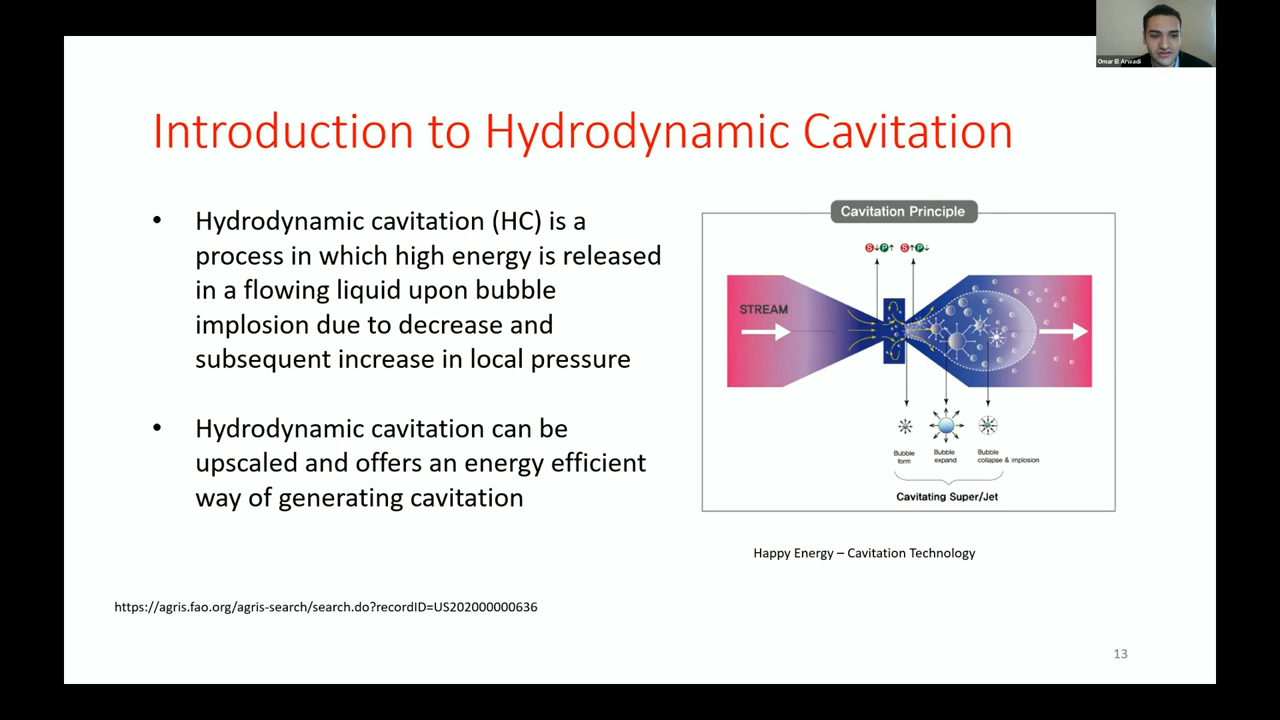 Omar El Arwadi
Introduction to Hydrodynamic Cavitation
• Hydrodynamic cavitation (HC) is a
process in which high energy is released
in a flowing liquid upon bubble
implosion due to decrease and
subsequent increase in local pressure
• Hydrodynamic cavitation can be
upscaled and offers an energy efficient
way of generating cavitation
Cavitation Principle
S↓P↑ S↑P↓
STREAM
Bubble
form
Bubble
expand
Bubble
collapse & implosion
Cavitating Super/Jet
Happy Energy – Cavitation Technology
https://agris.fao.org/agris-search/search.do?recordID=US202000000636
13